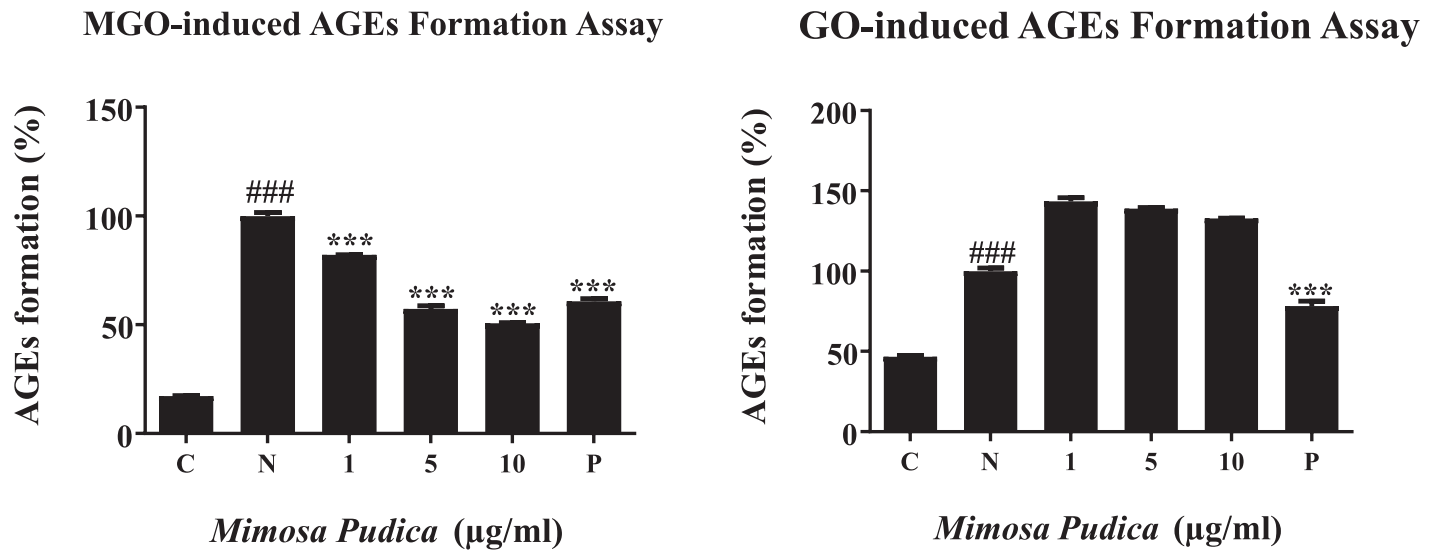 MGO-induced AGEs Formation Assay
AGEs formation (%)
150
100
50
0
###
***
***
***
***
C N 1 5 10 P
Mimosa Pudica (µg/ml)
GO-induced AGEs Formation Assay
AGEs formation (%)
200
150
100
50
0
###
***
C N 1 5 10 P
Mimosa Pudica (µg/ml)